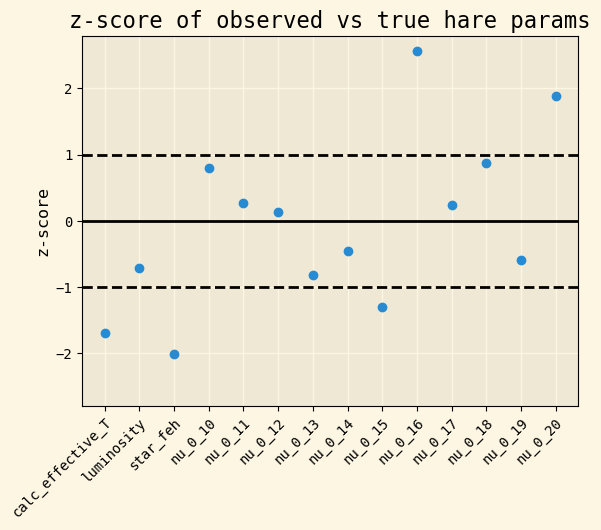 z-score of observed vs true hare params
z-score
2
1
0
−1
−2
calc_effective_T
luminosity
star_feh
nu_0_10
nu_0_11
nu_0_12
nu_0_13
nu_0_14
nu_0_15
nu_0_16
nu_0_17
nu_0_18
nu_0_19
nu_0_20